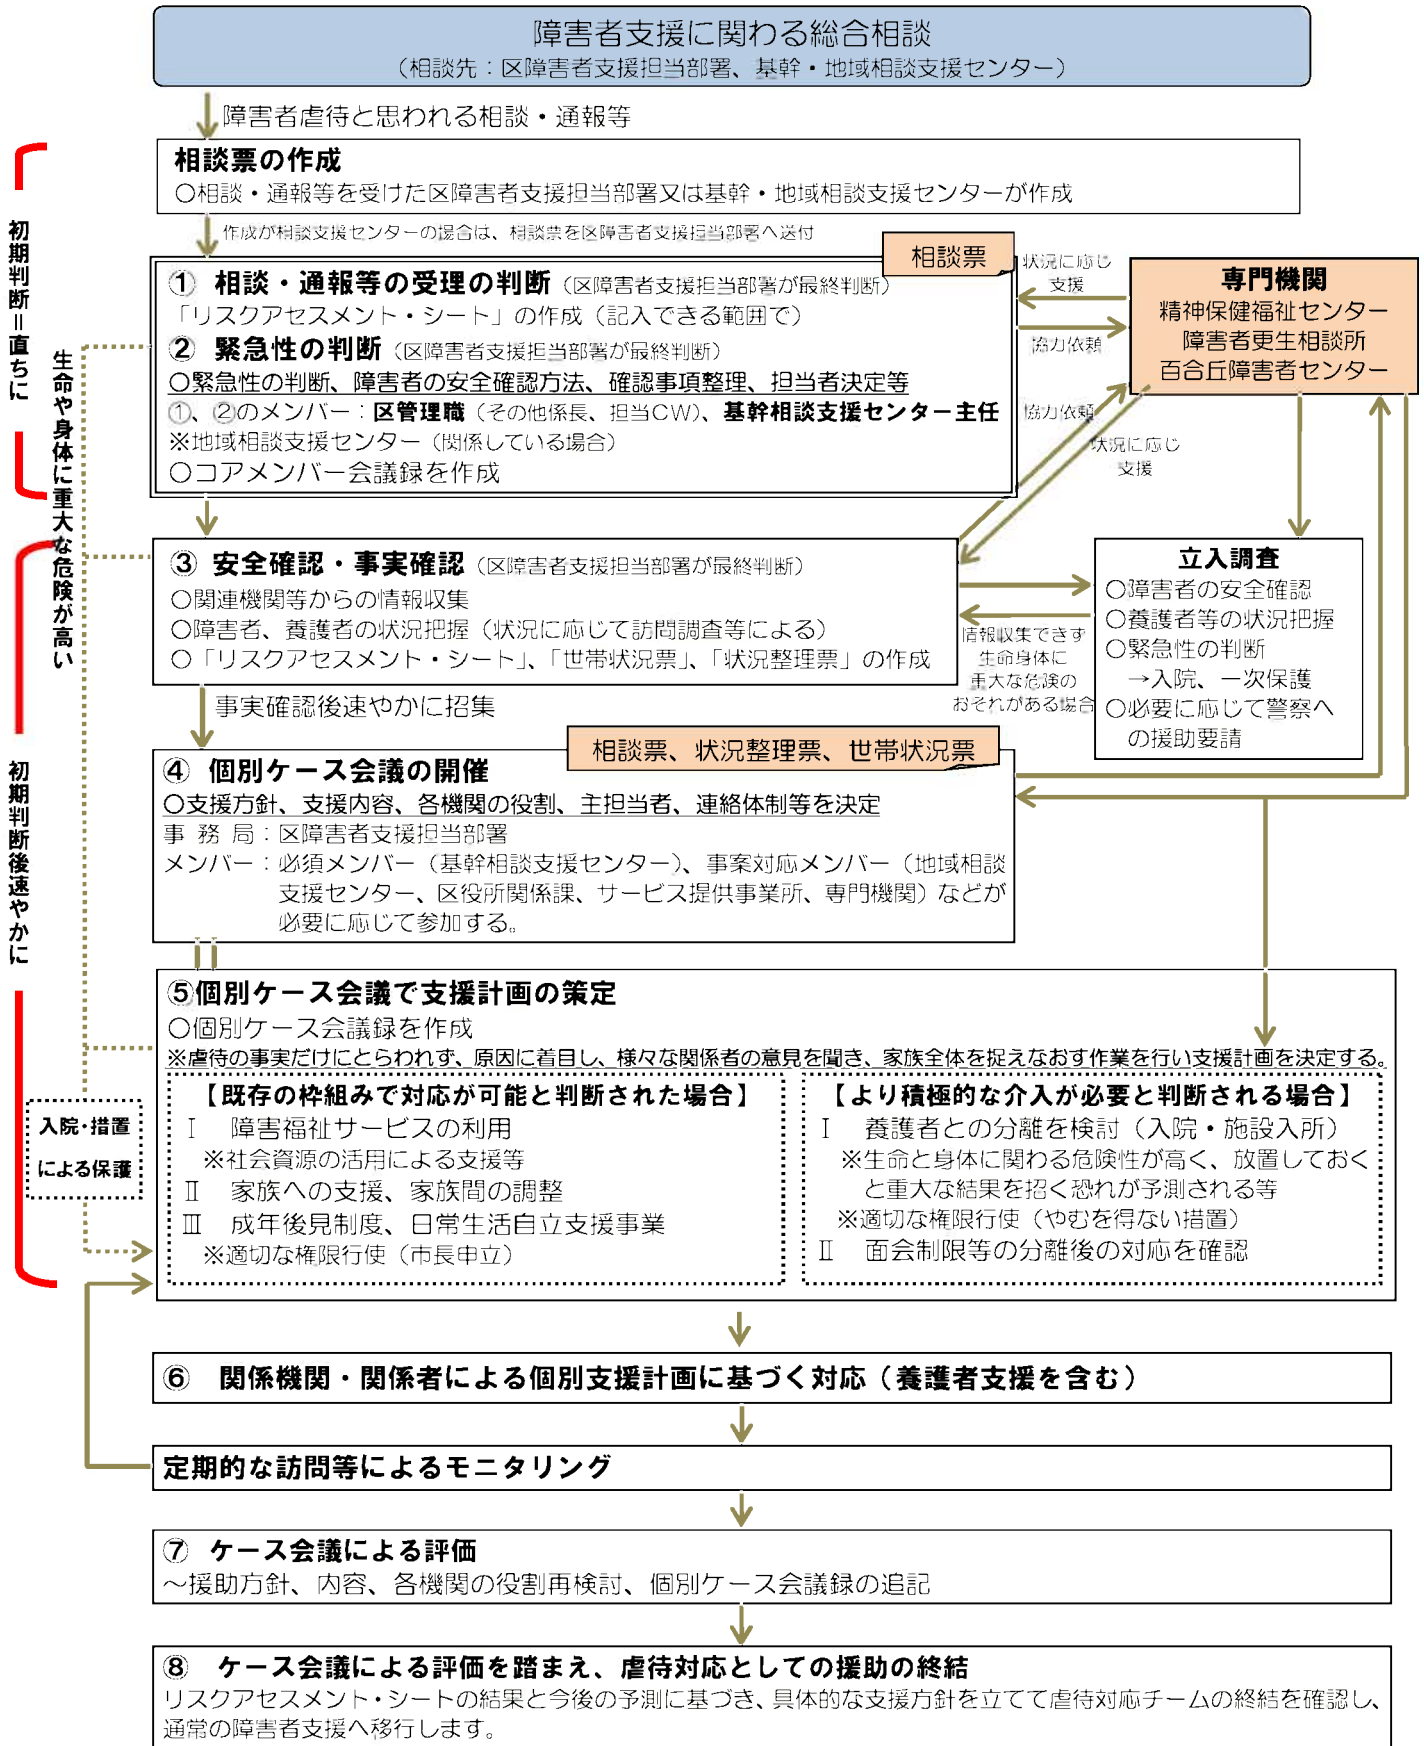 障害者支援に関わる総合相談
（相談先：区障害者支援担当部署、基幹・地域相談支援センター）
障害者虐待と思われる相談・通報等
相談票の作成
○相談・通報等を受けた区障害者支援担当部署又は基幹・地域相談支援センターが作成
作成が相談支援センターの場合は、相談票を区障害者支援担当部署へ送付
初期判断＝直ちに
生命や身体に重大な危険が高い
初期判断後速やかに
相談票
① 相談・通報等の受理の判断（区障害者支援担当部署が最終判断）
「リスクアセスメント・シート」の作成（記入できる範囲で）
② 緊急性の判断（区障害者支援担当部署が最終判断）
○緊急性の判断、障害者の安全確認方法、確認事項整理、担当者決定等
①、②のメンバー：区管理職（その他係長、担当CW）、基幹相談支援センター主任
※地域相談支援センター（関係している場合）
○コアメンバー会議録を作成
状況に応じ
支援
協力依頼
専門機関
精神保健福祉センター
障害者更生相談所
百合丘障害者センター
協力依頼
状況に応じ
支援
③ 安全確認・事実確認（区障害者支援担当部署が最終判断）
○関連機関等からの情報収集
○障害者、養護者の状況把握（状況に応じて訪問調査等による）
○「リスクアセスメント・シート」、「世帯状況票」、「状況整理票」の作成
情報収集できず
生命身体に
重大な危険の
おそれがある場合
立入調査
○障害者の安全確認
○養護者等の状況把握
○緊急性の判断
→入院、一次保護
○必要に応じて警察へ
の援助要請
事実確認後速やかに招集
相談票、状況整理票、世帯状況票
④ 個別ケース会議の開催
○支援方針、支援内容、各機関の役割、主担当者、連絡体制等を決定
事 務 局：区障害者支援担当部署
メンバー：必須メンバー（基幹相談支援センター）、事案対応メンバー（地域相談
支援センター、区役所関係課、サービス提供事業所、専門機関）などが
必要に応じて参加する。
⑤個別ケース会議で支援計画の策定
○個別ケース会議録を作成
※虐待の事実だけにとらわれず、原因に着目し、様々な関係者の意見を聞き、家族全体を捉えなおす作業を行い支援計画を決定する。
入院・措置
による保護
【既存の枠組みで対応が可能と判断された場合】
Ⅰ 障害福祉サービスの利用
※社会資源の活用による支援等
Ⅱ 家族への支援、家族間の調整
Ⅲ 成年後見制度、日常生活自立支援事業
※適切な権限行使（市長申立）
【より積極的な介入が必要と判断される場合】
Ⅰ 養護者との分離を検討（入院・施設入所）
※生命と身体に関わる危険性が高く、放置しておく
と重大な結果を招く恐れが予測される等
※適切な権限行使（やむを得ない措置）
Ⅱ 面会制限等の分離後の対応を確認
⑥ 関係機関・関係者による個別支援計画に基づく対応（養護者支援を含む）
定期的な訪問等によるモニタリング
⑦ ケース会議による評価
～援助方針、内容、各機関の役割再検討、個別ケース会議録の追記
⑧ ケース会議による評価を踏まえ、虐待対応としての援助の終結
リスクアセスメント・シートの結果と今後の予測に基づき、具体的な支援方針を立てて虐待対応チームの終結を確認し、
通常の障害者支援へ移行します。